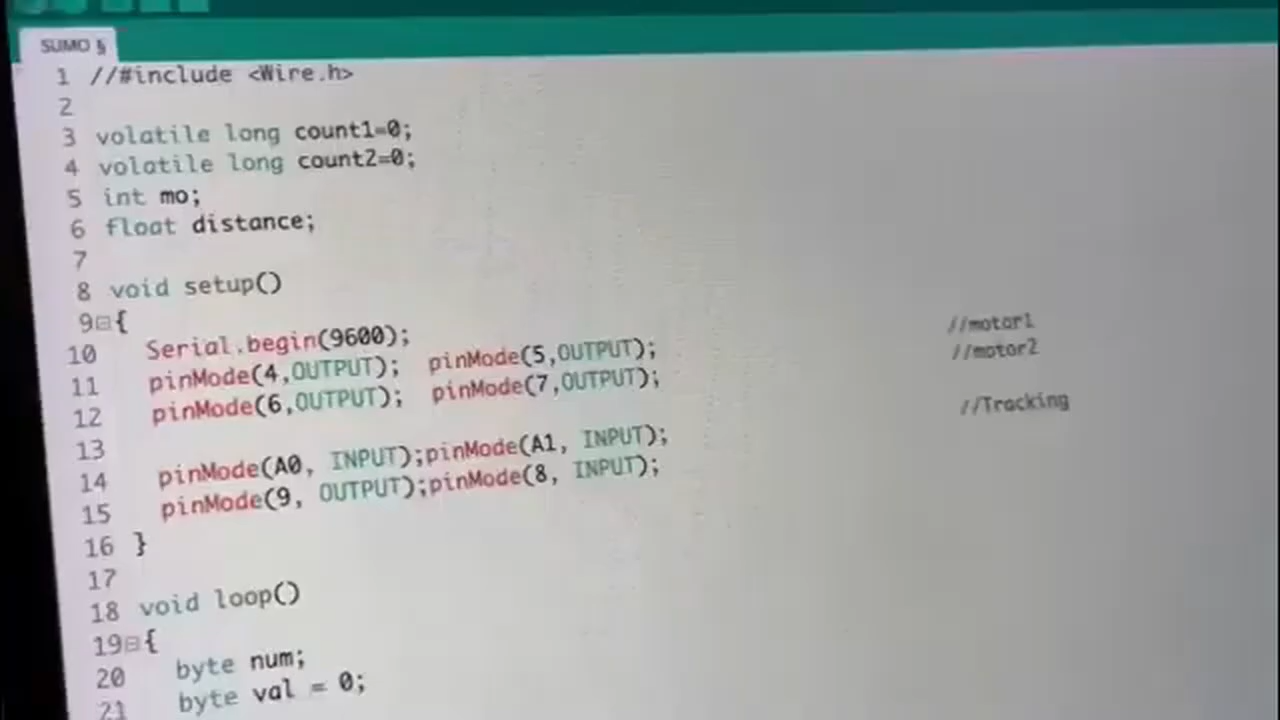 SUMO §
1 //#include <Wire.h>
2
3 volatile long count1=0;
4 volatile long count2=0;
5 int mo;
6 float distance;
7
8 void setup()
9 {
10 Serial.begin(9600);
11 pinMode(4,OUTPUT); pinMode(5,OUTPUT); //motor1
12 pinMode(6,OUTPUT); pinMode(7,OUTPUT); //motor2
13
14 pinMode(A0, INPUT);pinMode(A1, INPUT); //Tracking
15 pinMode(9, OUTPUT);pinMode(8, INPUT);
16 }
17
18 void loop()
19 {
20 byte num;
21 byte val = 0;